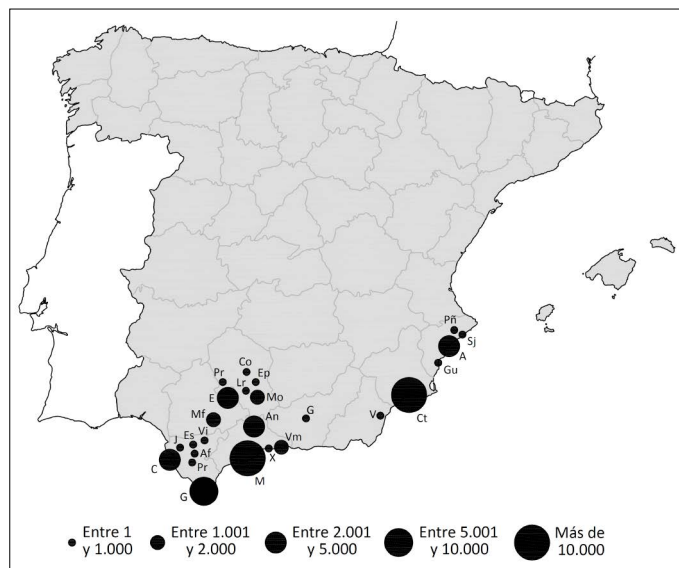 Pñ
Sj
A
Gu
Co
Pr
Ep
Lr
E
Mo
Mf
An
G
V
Ct
Vi
Es
J
Af
Vm
X
C
Pr
M
G
Entre 1
y 1.000
Entre 1.001
y 2.000
Entre 2.001
y 5.000
Entre 5.001
y 10.000
Más de
10.000